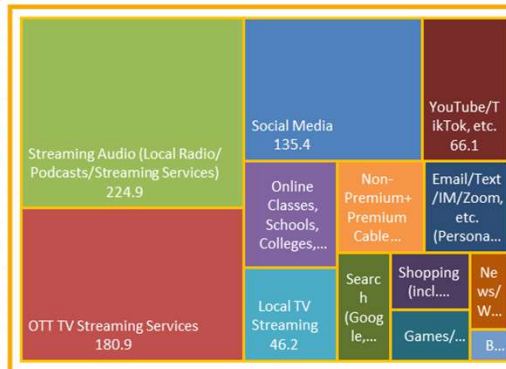 Streaming Audio (Local Radio/
Podcasts/Streaming Services)
224.9
OTT TV Streaming Services
180.9
Social Media
135.4
YouTube/T
ikTok, etc.
66.1
Online
Classes,
Schools,
Colleges,...
Non-
Premium+
Premium
Cable...
Email/Text
/IM/Zoom,
etc.
(Persona...
Local TV
Streaming
46.2
Searc
h
(Goog
le,...
Shopping
(incl....
Games/...
Ne
ws/
W...
B...